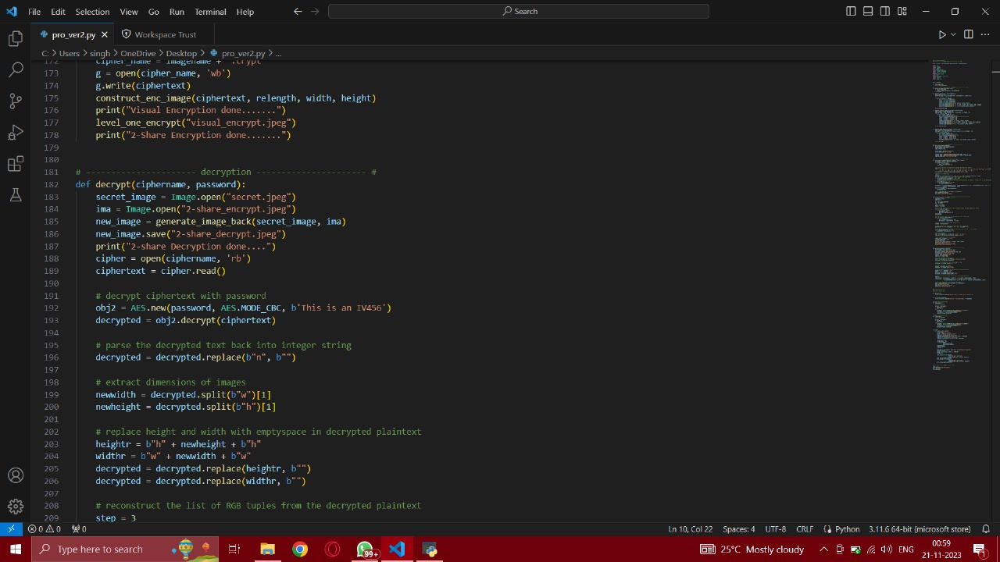 File Edit Selection View Go Run Terminal Help
Search
pro_ver2.py
Workspace Trust
C: > Users > singh > OneDrive > Desktop > pro_ver2.py > ...
172 cipher_name = imagename + ".crypt"
173 g = open(cipher_name, 'wb')
174 g.write(ciphertext)
175 construct_enc_image(ciphertext, relength, width, height)
176 print("Visual Encryption done.......")
177 level_one_encrypt("visual_encrypt.jpeg")
178 print("2-Share Encryption done.......")
179
180
181 # ---------------------- decryption ---------------------- #
182 def decrypt(ciphername, password):
183 secret_image = Image.open("secret.jpeg")
184 ima = Image.open("2-share_encrypt.jpeg")
185 new_image = generate_image_back(secret_image, ima)
186 new_image.save("2-share_decrypt.jpeg")
187 print("2-share Decryption done....")
188 cipher = open(ciphername, 'rb')
189 ciphertext = cipher.read()
190
191 # decrypt ciphertext with password
192 obj2 = AES.new(password, AES.MODE_CBC, b'This is an IV456')
193 decrypted = obj2.decrypt(ciphertext)
194
195 # parse the decrypted text back into integer string
196 decrypted = decrypted.replace(b"n", b"")
197
198 # extract dimensions of images
199 newwidth = decrypted.split(b"w")[1]
200 newheight = decrypted.split(b"h")[1]
201
202 # replace height and width with emptyspace in decrypted plaintext
203 heightr = b"h" + newheight + b"h"
204 widthr = b"w" + newwidth + b"w"
205 decrypted = decrypted.replace(heightr, b"")
206 decrypted = decrypted.replace(widthr, b"")
207
208 # reconstruct the list of RGB tuples from the decrypted plaintext
209 step = 3
0 0 0 Ln 10, Col 22 Spaces: 4 UTF-8 CRLF Python 3.11.6 64-bit (microsoft store)
Type here to search
99+
25°C Mostly cloudy
ENG
00:59
21-11-2023
1